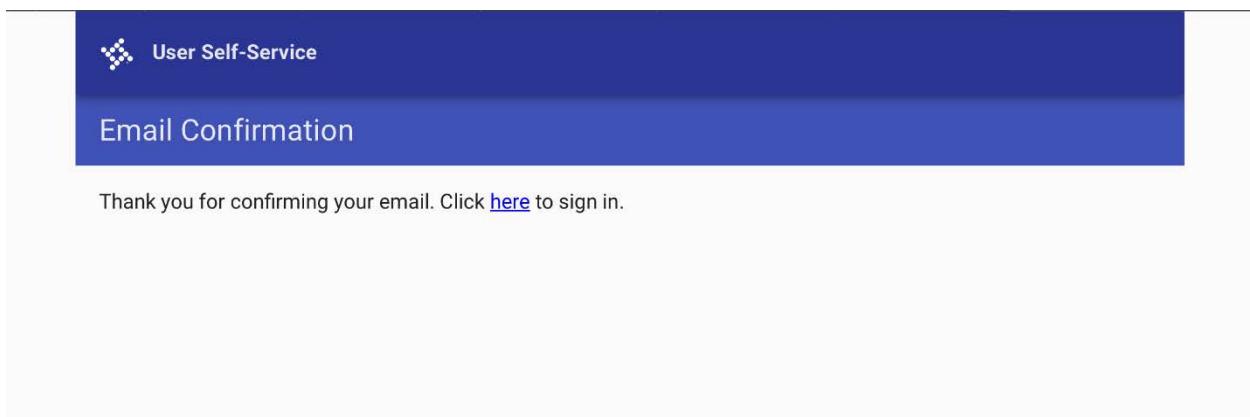 User Self-Service
Email Confirmation
Thank you for confirming your email. Click here to sign in.